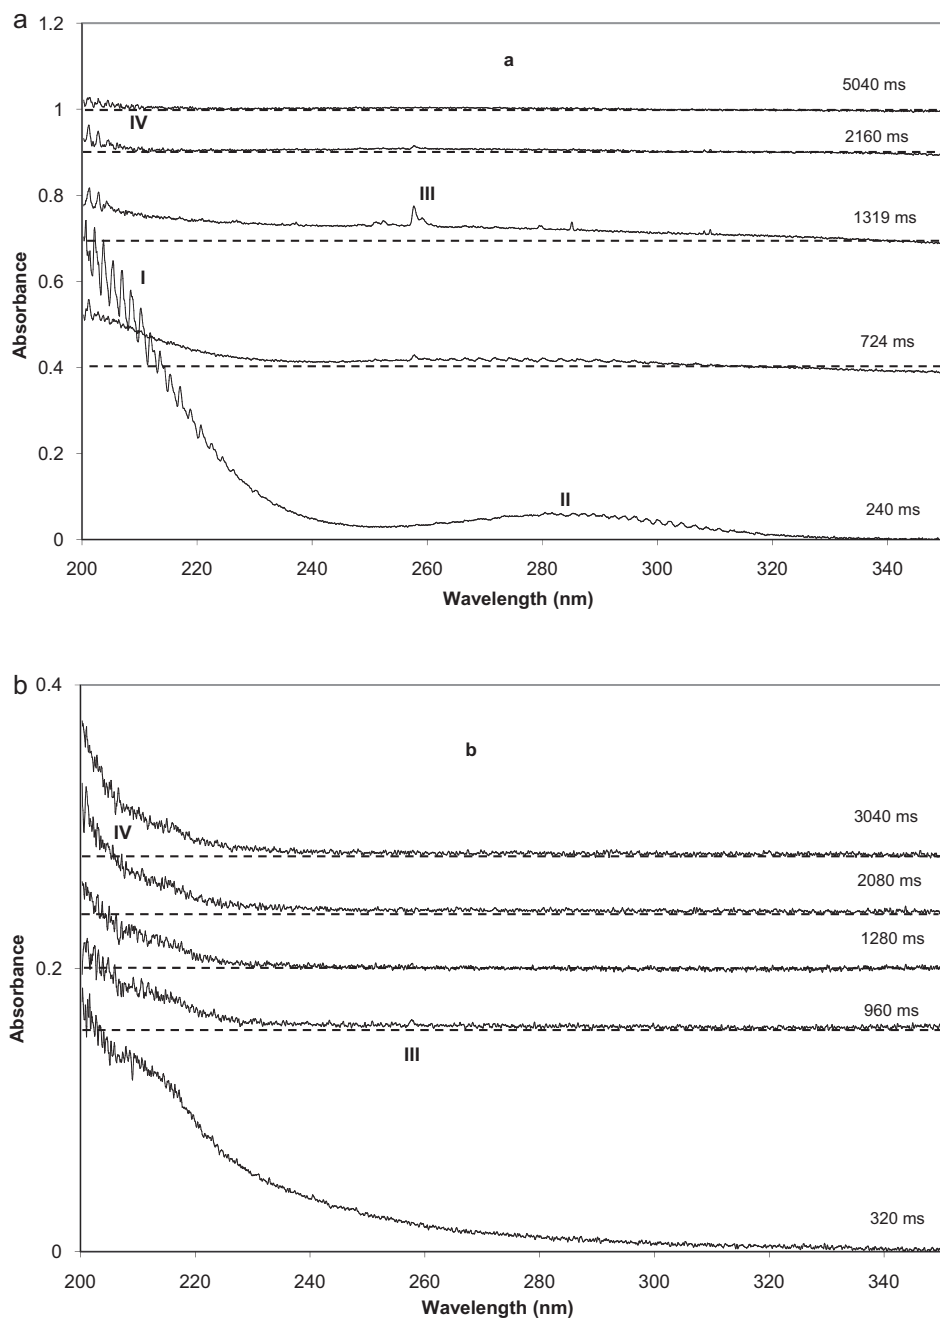 a
1.2
a
5040 ms
1
IV
2160 ms
0.8
III
1319 ms
I
0.6
Absorbance
724 ms
0.4
0.2
II
240 ms
0
200 220 240 260 280 300 320 340
Wavelength (nm)
b
0.4
b
3040 ms
IV
2080 ms
1280 ms
0.2
Absorbance
960 ms
III
320 ms
0
200 220 240 260 280 300 320 340
Wavelength (nm)